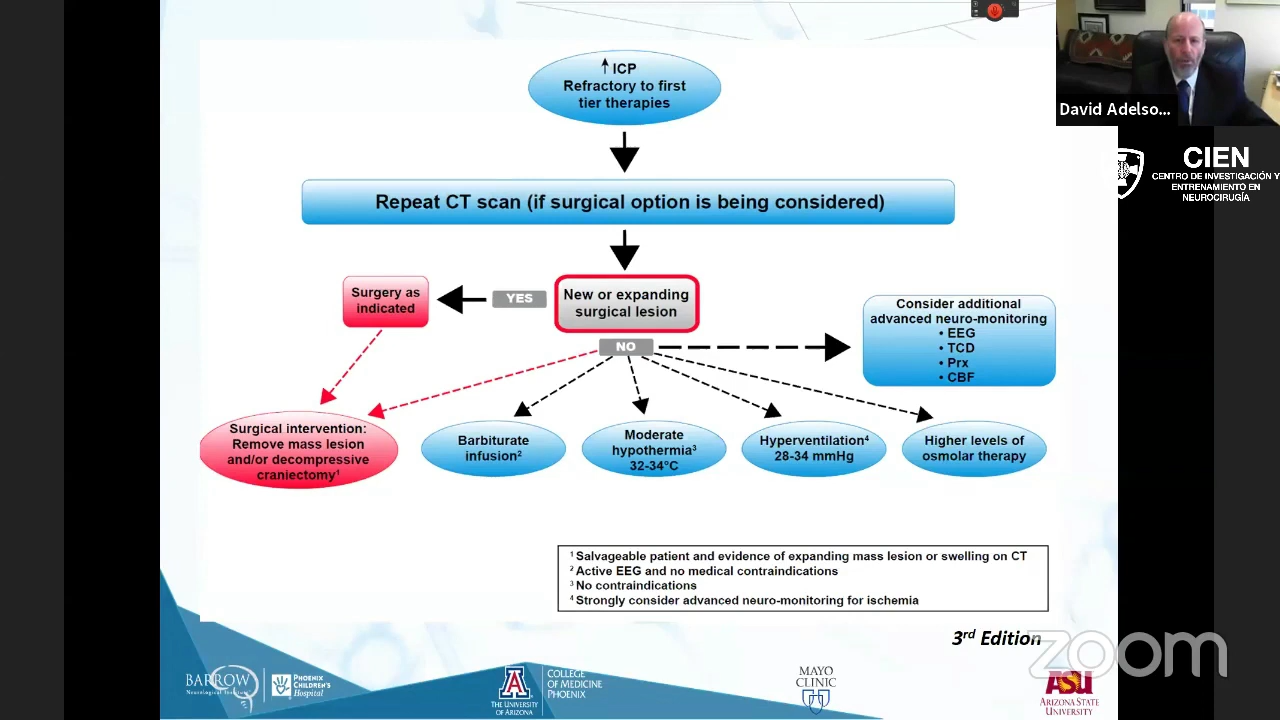 ↑ ICP
Refractory to first
tier therapies
Repeat CT scan (if surgical option is being considered)
Surgery as
indicated
YES
New or expanding
surgical lesion
NO
Consider additional
advanced neuro-monitoring
• EEG
• TCD
• Prx
• CBF
Surgical intervention:
Remove mass lesion
and/or decompressive
craniectomy¹
Barbiturate
infusion²
Moderate
hypothermia³
32-34°C
Hyperventilation⁴
28-34 mmHg
Higher levels of
osmolar therapy
¹ Salvageable patient and evidence of expanding mass lesion or swelling on CT
² Active EEG and no medical contraindications
³ No contraindications
⁴ Strongly consider advanced neuro-monitoring for ischemia
3rd Edition
David Adelso...
CIEN
CENTRO DE INVESTIGACIÓN Y
ENTRENAMIENTO EN
NEUROCIRUGÍA
zoom
BARROW
Neurological Institute
PHOENIX
CHILDREN'S
Hospital
THE UNIVERSITY
OF ARIZONA
COLLEGE
OF MEDICINE
PHOENIX
MAYO
CLINIC
ASU
ARIZONA STATE
UNIVERSITY